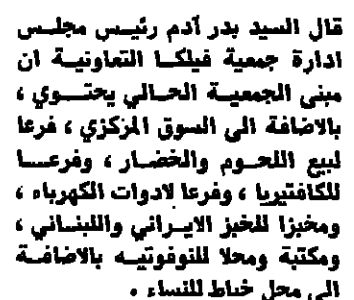 قال السيد بدر آدم رئيس مجلس
ادارة جمعية فيلكا التعاونية ان
مبنى الجمعية الحالي يحتوي ،
بالاضافة الى السوق المركزي ، فرعا
لبيع اللحوم والخضار ، وفرعا
للكافتيريا ، وفرعا لادوات الكهرباء ،
ومخبزا للخبز الايراني واللبناني ،
ومكتبة ومحلا للنوفوتيه بالاضافة
الى محل خياط للنساء .